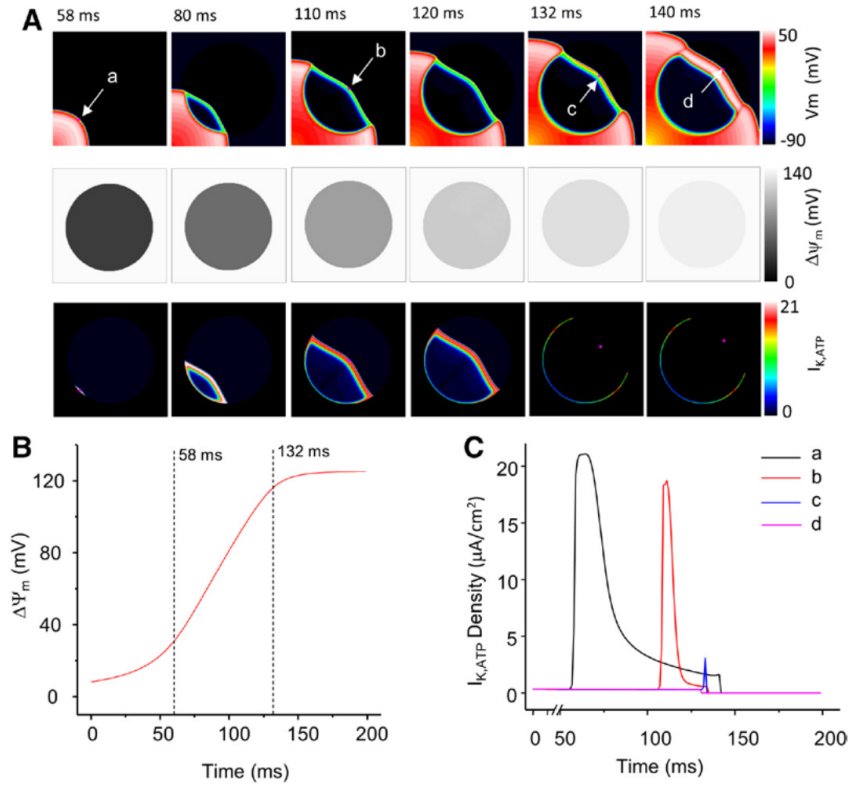 A
58 ms 80 ms 110 ms 120 ms 132 ms 140 ms
a b c d
50
Vm (mV)
-90
140
ΔΨm (mV)
0
21
IK,ATP
0
B
58 ms 132 ms
120
80
40
0
ΔΨm (mV)
0 50 100 150 200
Time (ms)
C
a
b
c
d
20
15
10
5
0
IK,ATP Density (μA/cm²)
0 50 100 150 200
Time (ms)